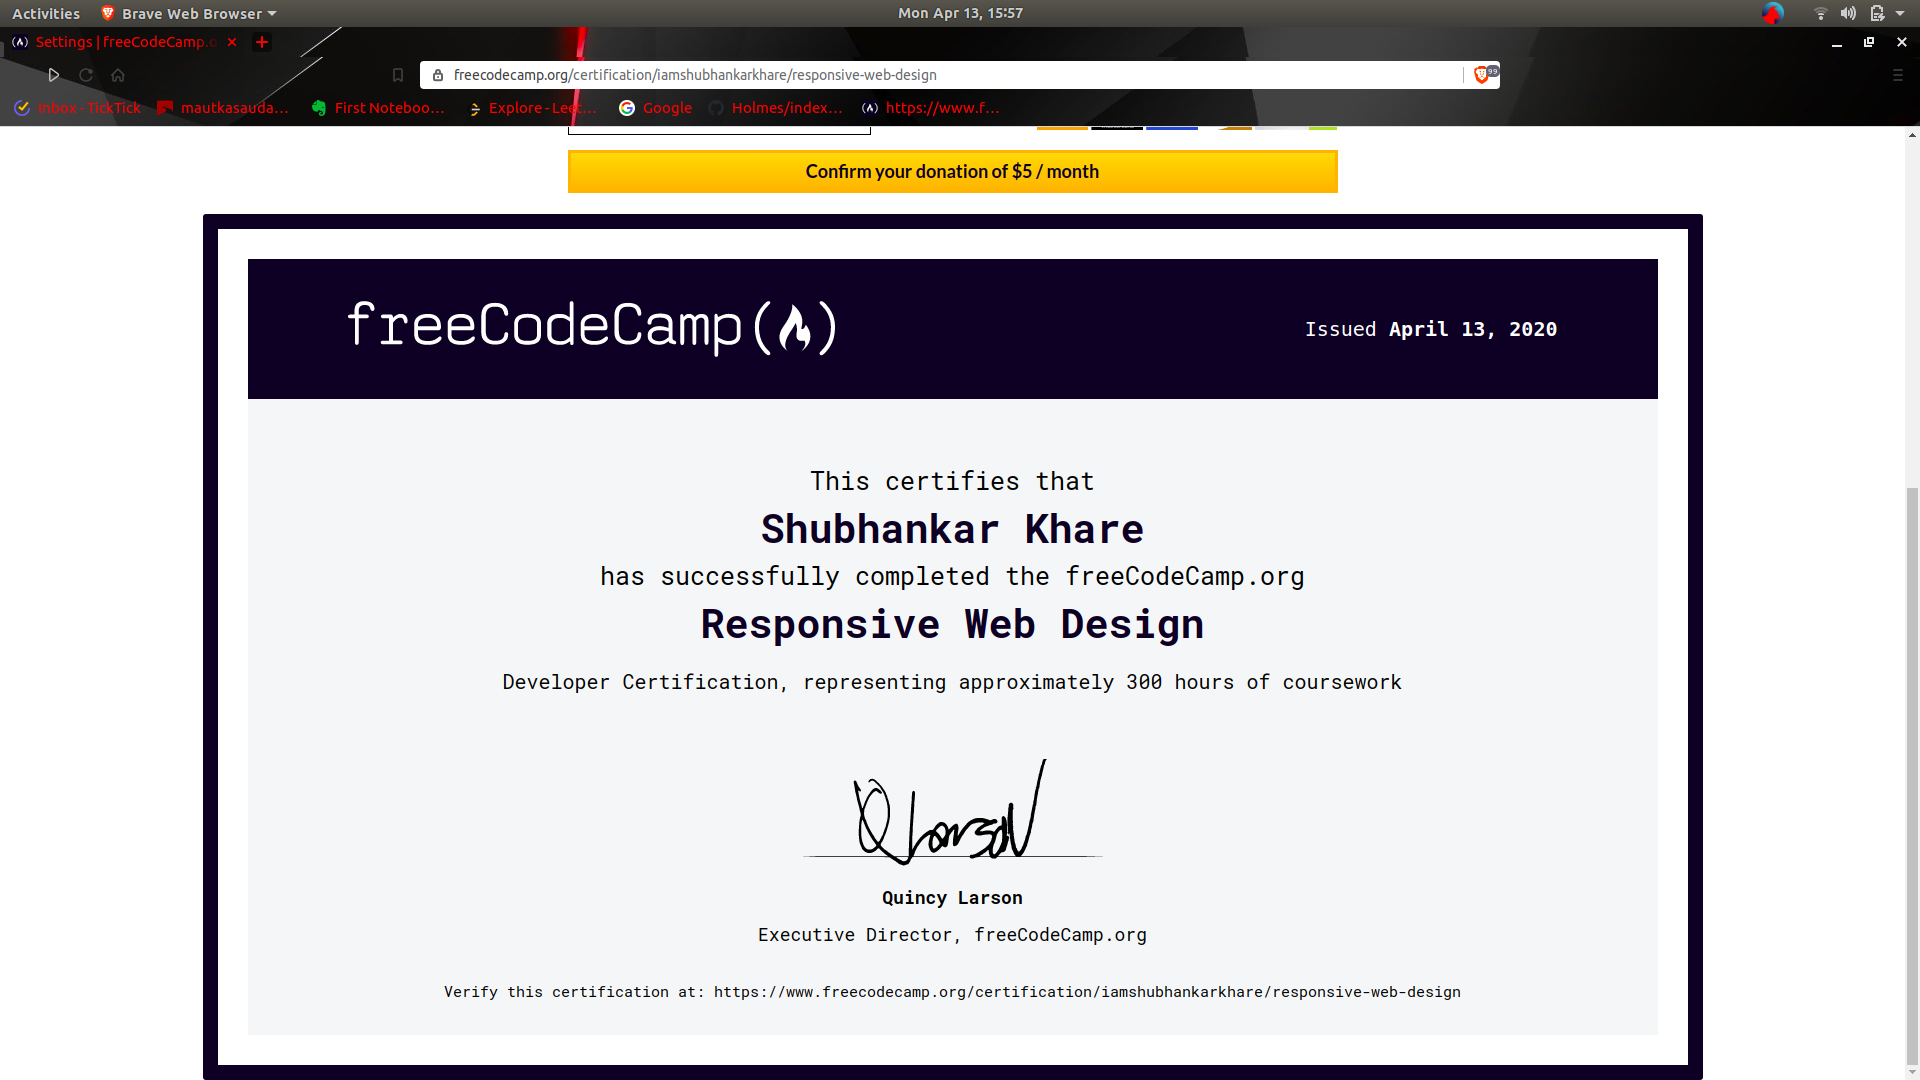 Activities
Brave Web Browser
Mon Apr 13, 15:57
Settings | freeCodeCamp.o
freecodecamp.org/certification/iamshubhankarkhare/responsive-web-design
99
Inbox - TickTick
mautkasauda...
First Noteboo...
Explore - Leet...
Google
Holmes/index...
https://www.f...
Confirm your donation of $5 / month
freeCodeCamp
Issued April 13, 2020
This certifies that
Shubhankar Khare
has successfully completed the freeCodeCamp.org
Responsive Web Design
Developer Certification, representing approximately 300 hours of coursework
Q Larson
Quincy Larson
Executive Director, freeCodeCamp.org
Verify this certification at: https://www.freecodecamp.org/certification/iamshubhankarkhare/responsive-web-design